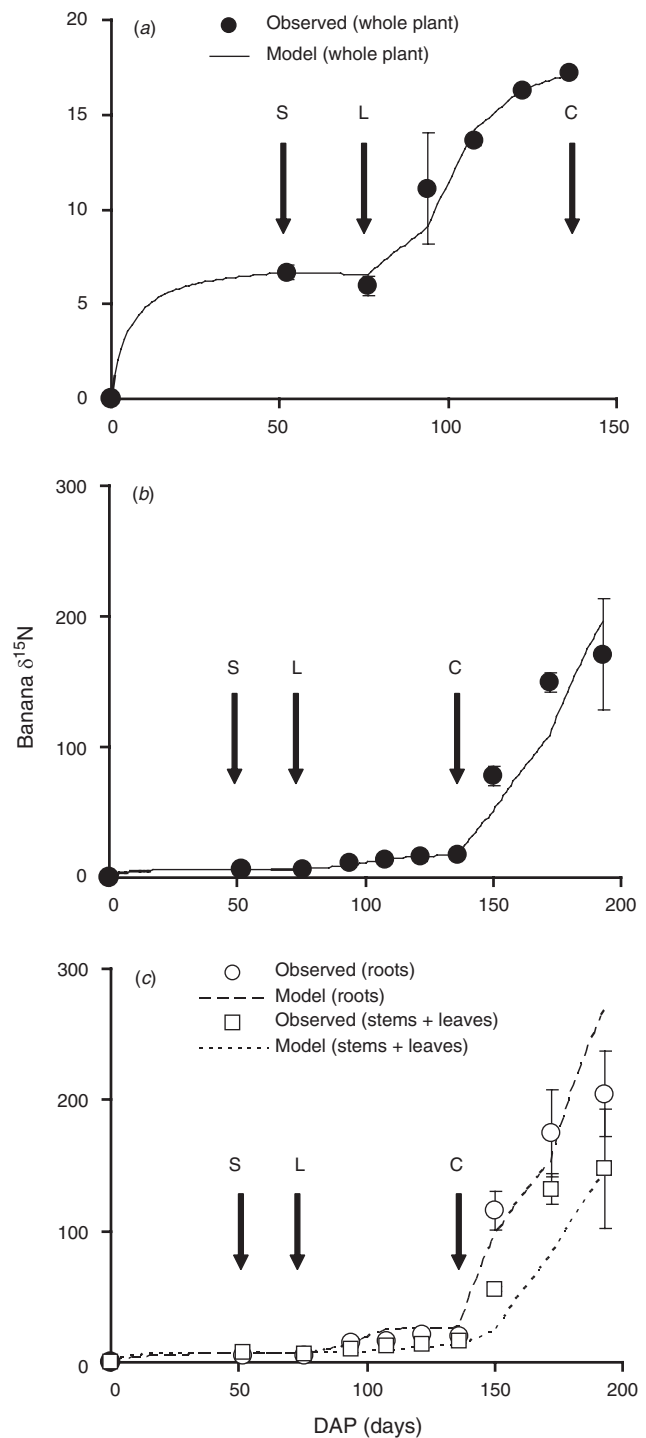 20
(a)
Observed (whole plant)
Model (whole plant)
15
S
L
C
10
5
0
0
50
100
150
300
(b)
200
S
L
C
100
0
0
50
100
150
200
Banana δ¹⁵N
300
(c)
Observed (roots)
Model (roots)
Observed (stems + leaves)
Model (stems + leaves)
200
S
L
C
100
0
0
50
100
150
200
DAP (days)